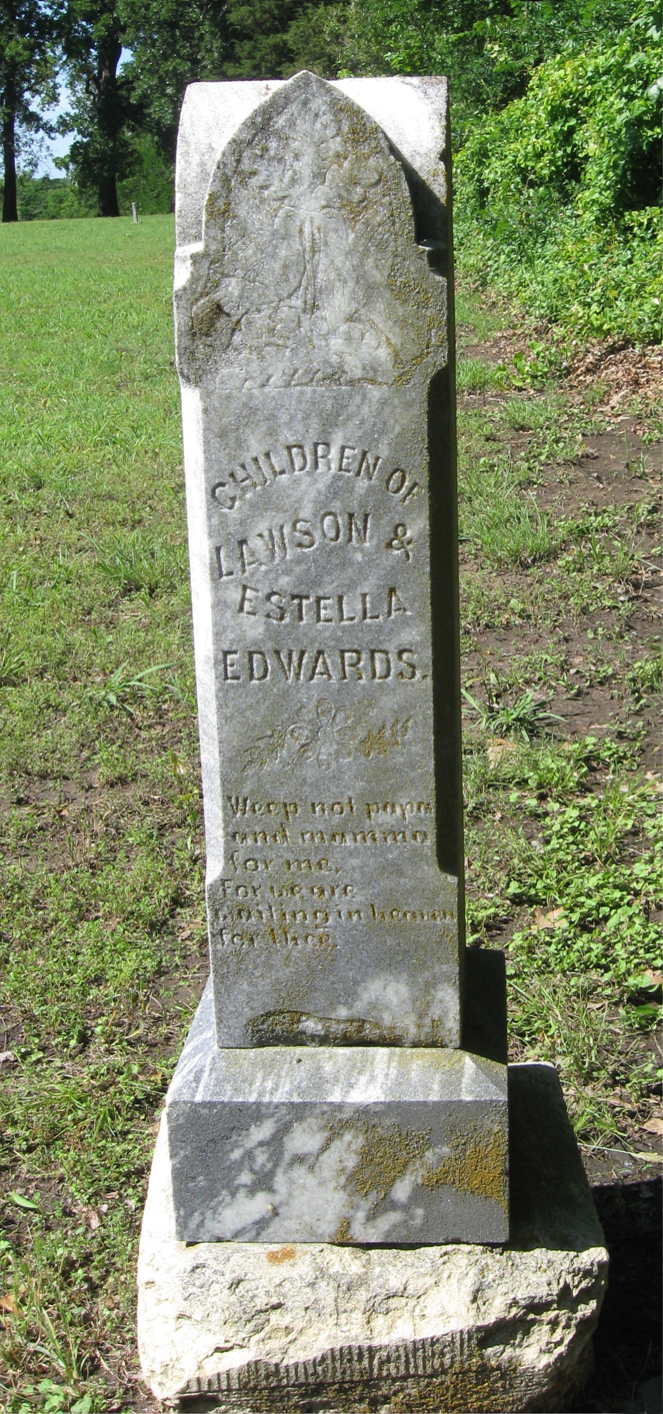 CHILDREN OF
LAWSON &
ESTELLA
EDWARDS.
Weep not papa
and mamma
for me,
For we are
waiting in heaven
for thee.